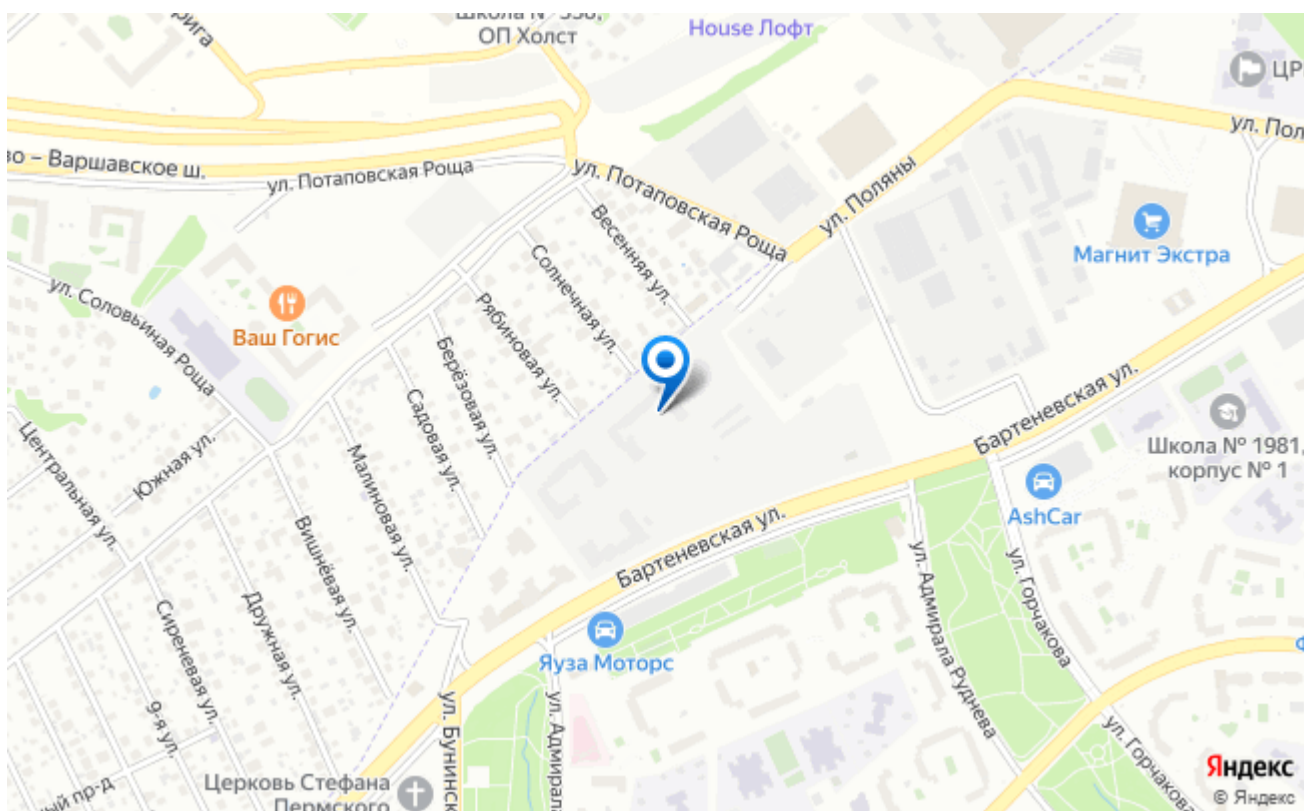 Школа № 338,
ОП Холст
House Лофт
ЦР
ул. Пол
во – Варшавское ш.
ул. Потаповская Роща
ул. Потаповская Роща
ул. Поляны
Весенняя ул.
Солнечная ул.
Магнит Экстра
ул. Соловьиная Роща
Ваш Гогис
Рябиновая ул.
Берёзовая ул.
Садовая ул.
Малиновая ул.
Бартеневская ул.
Школа № 1981,
корпус № 1
Центральная ул.
Южная ул.
AshCar
Вишнёвая ул.
Бартеневская ул.
ул. Адмирала Руднева
ул. Горчакова
Сиреневая ул.
Дружная ул.
Яуза Моторс
9-я ул.
ул. Бунинск
ул. Адмирал
ул. Горчакова
Церковь Стефана
Пермского
ный пр-д
Яндекс
© Яндекс